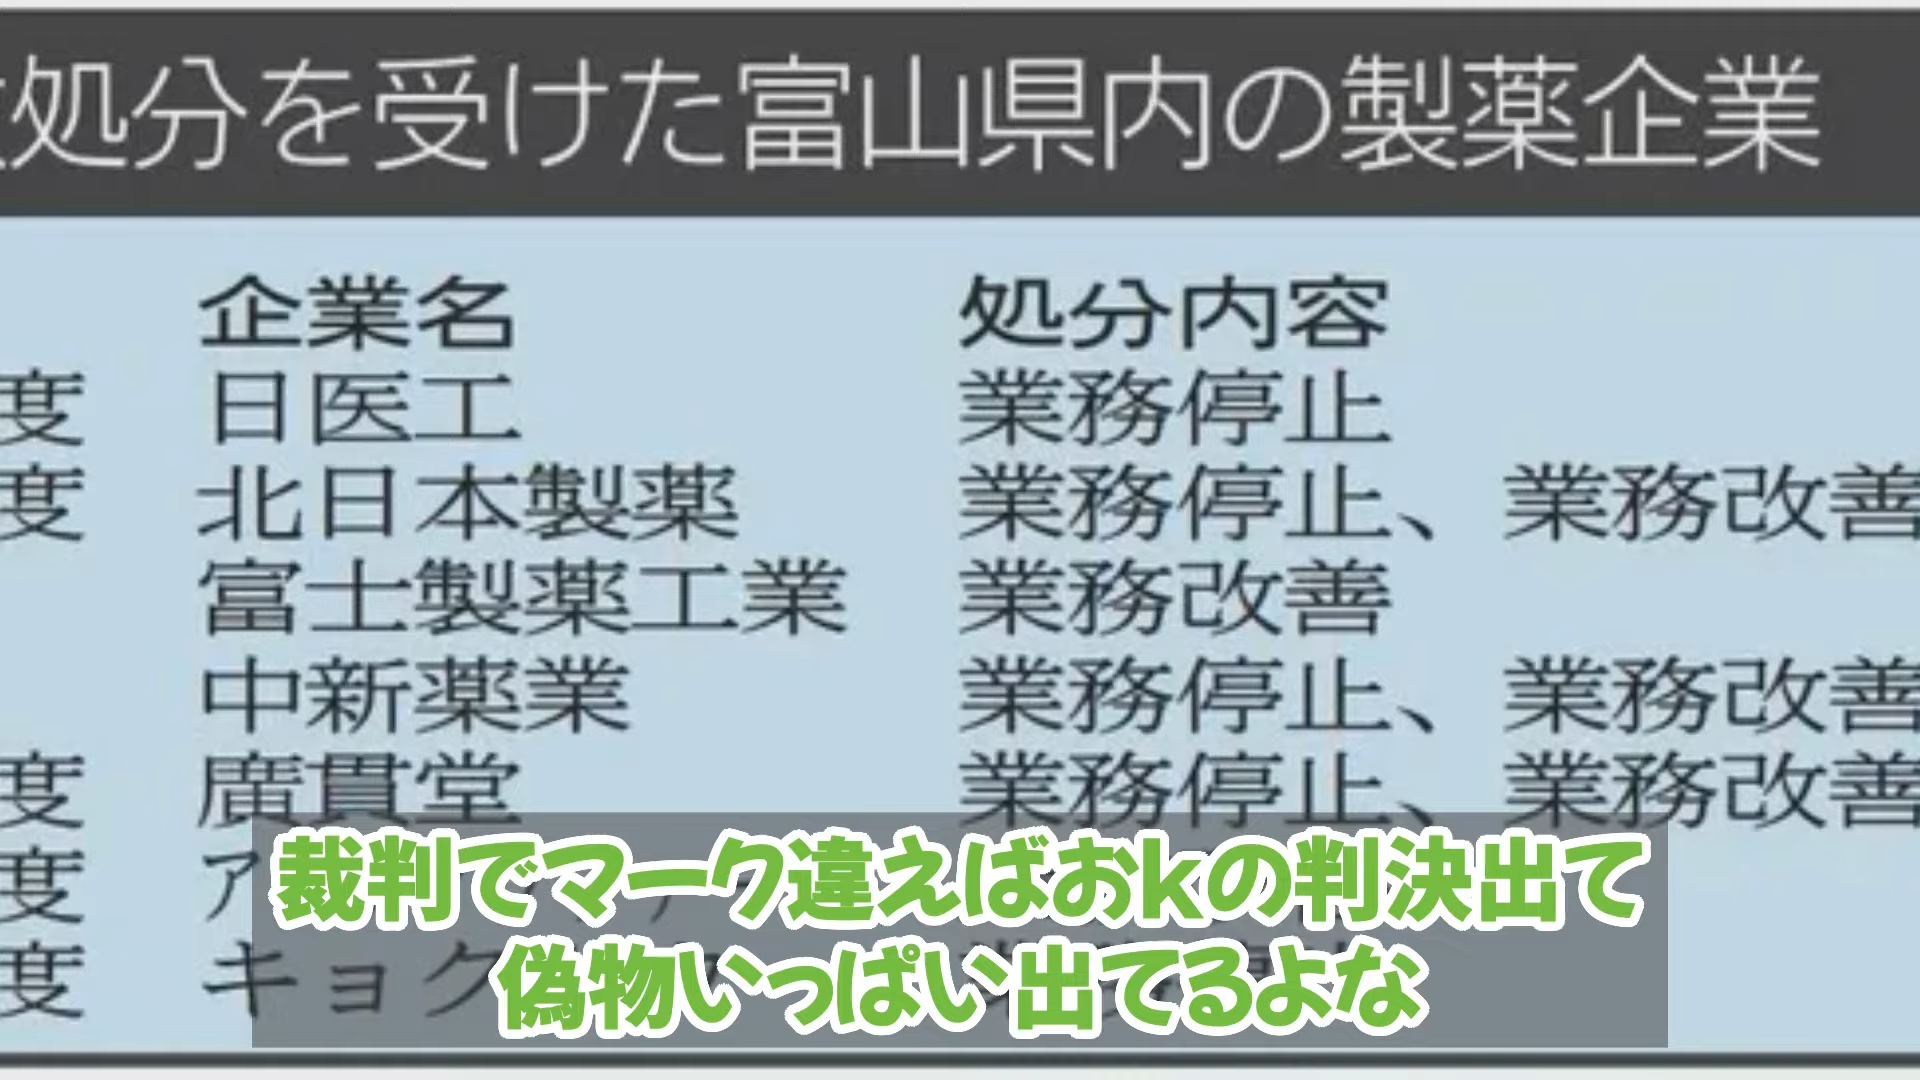 処分を受けた富山県内の製薬企業
企業名 処分内容
度 日医工 業務停止
度 北日本製薬 業務停止、業務改善
富士製薬工業 業務改善
中新薬業 業務停止、業務改善
度 廣貫堂 業務停止、業務改善
度 ア
度 キョク
裁判でマーク違えばおkの判決出て
偽物いっぱい出てるよな